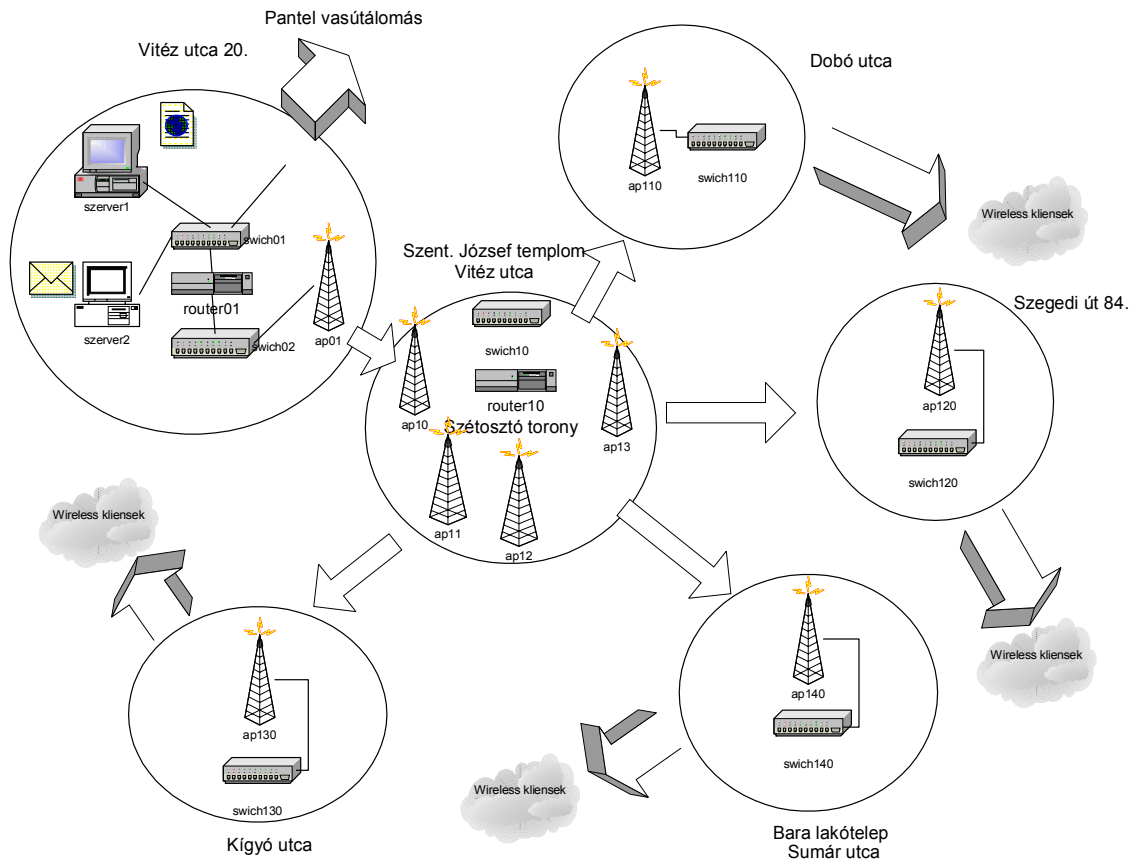 Pantel vasútálomás
Vitéz utca 20.
szerver1
swich01
router01
szerver2
swich02
ap01
Dobó utca
ap110
swich110
Wireless kliensek
Szent. József templom
Vitéz utca
swich10
router10
Szétosztó torony
ap10
ap13
ap11
ap12
Szegedi út 84.
ap120
swich120
Wireless kliensek
Wireless kliensek
ap130
swich130
Kígyó utca
ap140
swich140
Wireless kliensek
Bara lakótelep
Sumár utca